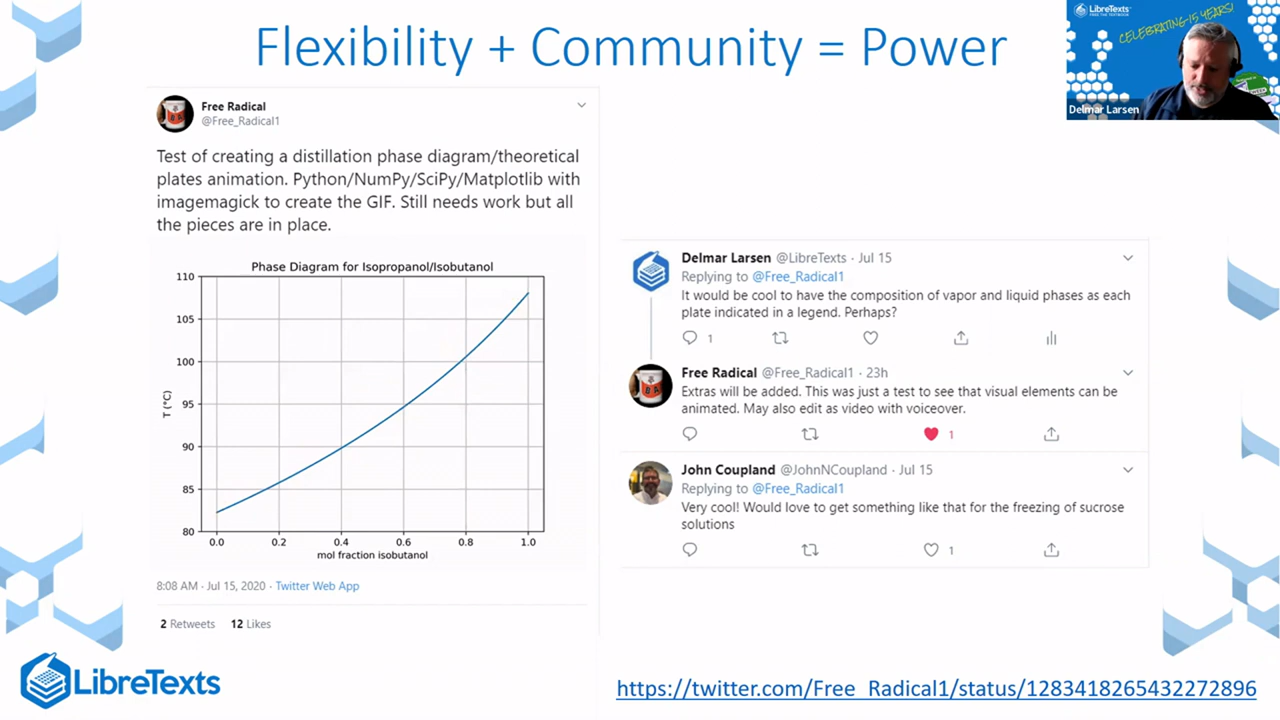 Flexibility + Community = Power
LibreTexts
CELEBRATING 15 YEARS!
Delmar Larsen
Free Radical
@Free_Radical1
Test of creating a distillation phase diagram/theoretical
plates animation. Python/NumPy/SciPy/Matplotlib with
imagemagick to create the GIF. Still needs work but all
the pieces are in place.
Phase Diagram for Isopropanol/Isobutanol
110
105
100
95
90
85
80
T (°C)
0.0 0.2 0.4 0.6 0.8 1.0
mol fraction isobutanol
8:08 AM · Jul 15, 2020 · Twitter Web App
2 Retweets 12 Likes
Delmar Larsen @LibreTexts · Jul 15
Replying to @Free_Radical1
It would be cool to have the composition of vapor and liquid phases as each
plate indicated in a legend. Perhaps?
1
Free Radical @Free_Radical1 · 23h
Extras will be added. This was just a test to see that visual elements can be
animated. May also edit as video with voiceover.
1
John Coupland @JohnNCoupland · Jul 15
Replying to @Free_Radical1
Very cool! Would love to get something like that for the freezing of sucrose
solutions
1
LibreTexts
https://twitter.com/Free_Radical1/status/1283418265432272896